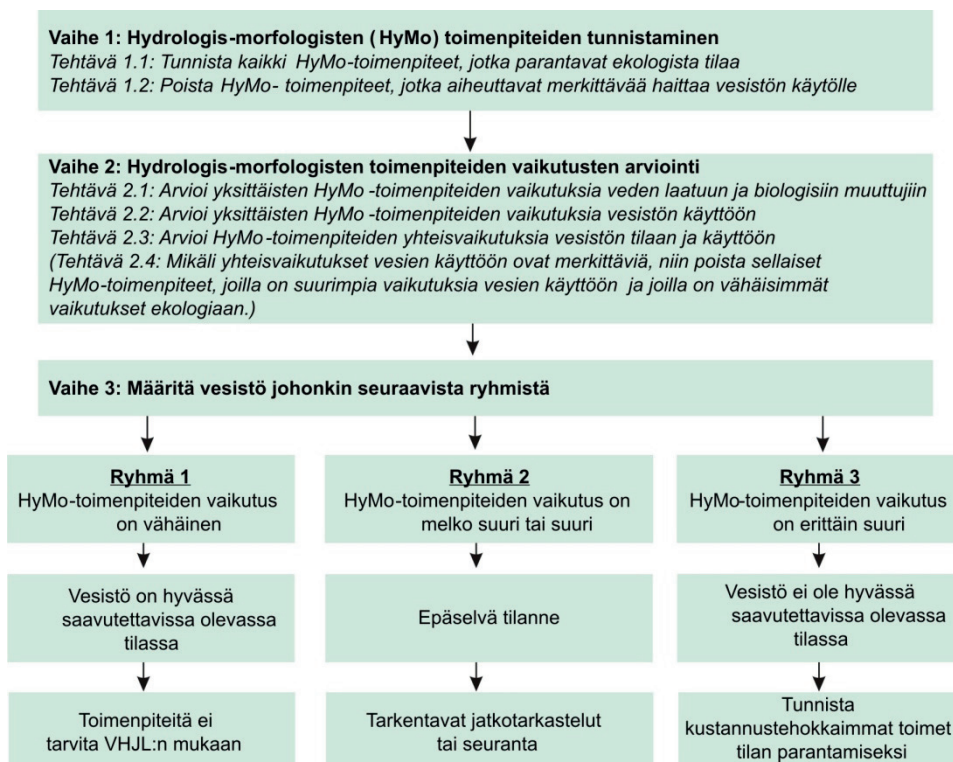 Vaihe 1: Hydrologis-morfologisten (HyMo) toimenpiteiden tunnistaminen
Tehtävä 1.1: Tunnista kaikki HyMo-toimenpiteet, jotka parantavat ekologista tilaa
Tehtävä 1.2: Poista HyMo- toimenpiteet, jotka aiheuttavat merkittävää haittaa vesistön käytölle
Vaihe 2: Hydrologis-morfologisten toimenpiteiden vaikutusten arviointi
Tehtävä 2.1: Arvioi yksittäisten HyMo -toimenpiteiden vaikutuksia veden laatuun ja biologisiin muuttujiin
Tehtävä 2.2: Arvioi yksittäisten HyMo -toimenpiteiden vaikutuksia vesistön käyttöön
Tehtävä 2.3: Arvioi HyMo-toimenpiteiden yhteisvaikutuksia vesistön tilaan ja käyttöön
(Tehtävä 2.4: Mikäli yhteisvaikutukset vesien käyttöön ovat merkittäviä, niin poista sellaiset
HyMo-toimenpiteet, joilla on suurimpia vaikutuksia vesien käyttöön ja joilla on vähäisimmät
vaikutukset ekologiaan.)
Vaihe 3: Määritä vesistö johonkin seuraavista ryhmistä
Ryhmä 1
HyMo-toimenpiteiden vaikutus
on vähäinen
Vesistö on hyvässä
saavutettavissa olevassa
tilassa
Toimenpiteitä ei
tarvita VHJL:n mukaan
Ryhmä 2
HyMo-toimenpiteiden vaikutus on
melko suuri tai suuri
Epäselvä tilanne
Tarkentavat jatkotarkastelut
tai seuranta
Ryhmä 3
HyMo-toimenpiteiden vaikutus
on erittäin suuri
Vesistö ei ole hyvässä
saavutettavissa olevassa
tilassa
Tunnista
kustannustehokkaimmat toimet
tilan parantamiseksi